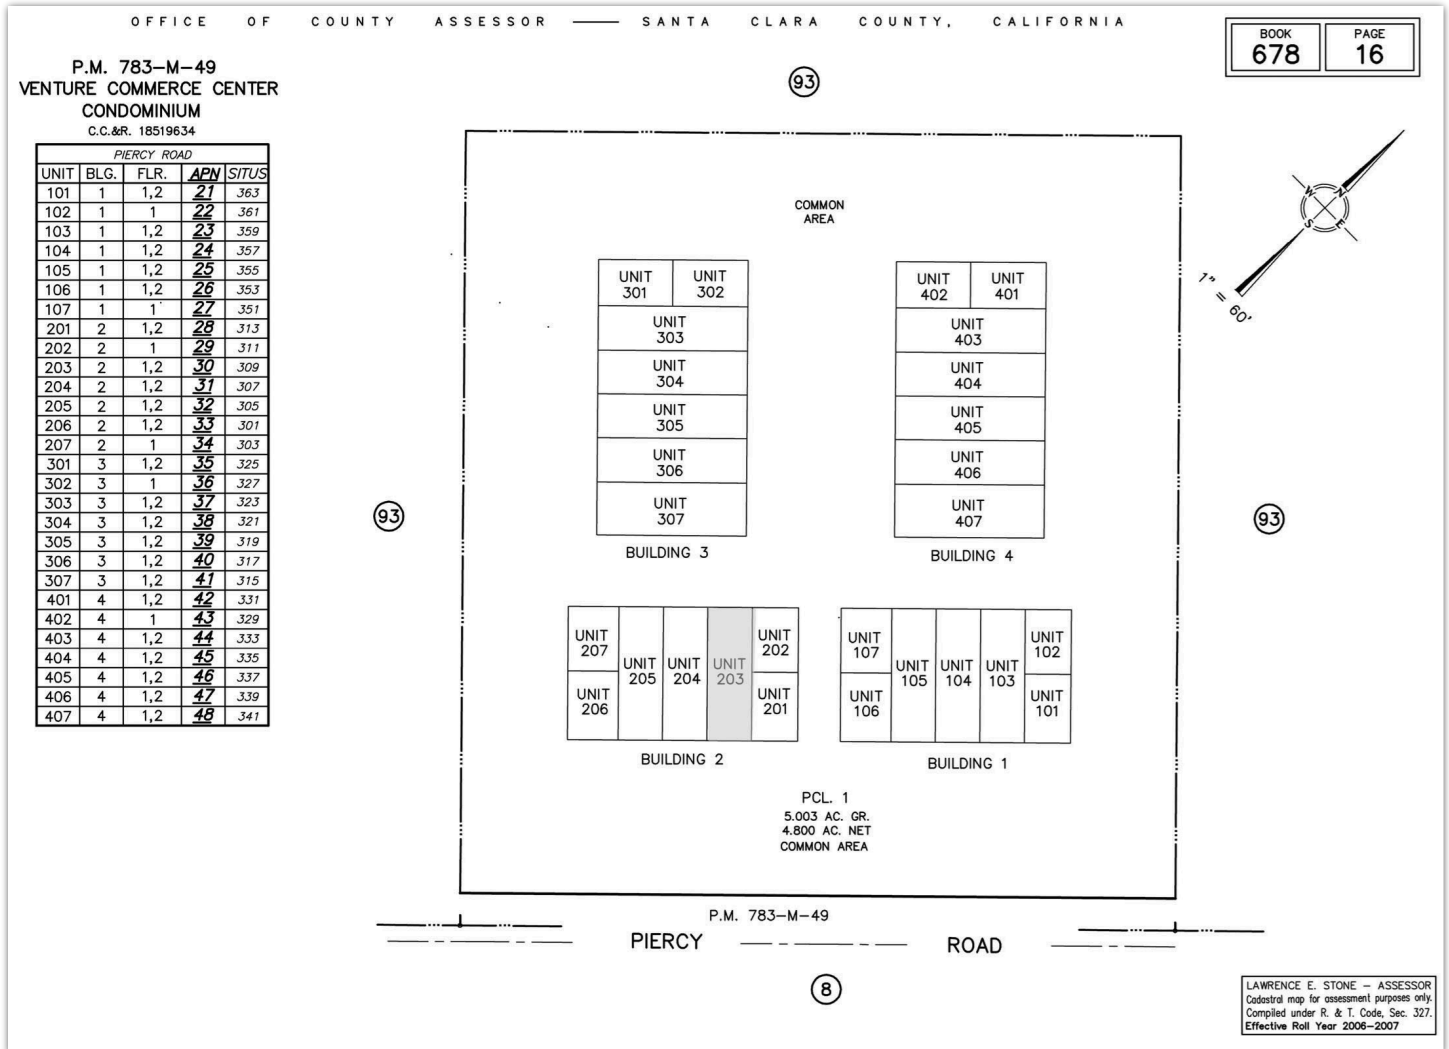 OFFICE OF COUNTY ASSESSOR — SANTA CLARA COUNTY, CALIFORNIA
BOOK
678
PAGE
16
P.M. 783-M-49
VENTURE COMMERCE CENTER
CONDOMINIUM
C.C.&R. 18519634
PIERCY ROAD
UNIT BLG. FLR. APN SITUS
101 1 1,2 21 363
102 1 1 22 361
103 1 1,2 23 359
104 1 1,2 24 357
105 1 1,2 25 355
106 1 1,2 26 353
107 1 1 27 351
201 2 1,2 28 313
202 2 1 29 311
203 2 1,2 30 309
204 2 1,2 31 307
205 2 1,2 32 305
206 2 1,2 33 301
207 2 1 34 303
301 3 1,2 35 325
302 3 1 36 327
303 3 1,2 37 323
304 3 1,2 38 321
305 3 1,2 39 319
306 3 1,2 40 317
307 3 1,2 41 315
401 4 1,2 42 331
402 4 1 43 329
403 4 1,2 44 333
404 4 1,2 45 335
405 4 1,2 46 337
406 4 1,2 47 339
407 4 1,2 48 341
93
COMMON
AREA
W N
S E
1" = 60'
UNIT
301
UNIT
302
UNIT
303
UNIT
304
UNIT
305
UNIT
306
UNIT
307
BUILDING 3
UNIT
402
UNIT
401
UNIT
403
UNIT
404
UNIT
405
UNIT
406
UNIT
407
BUILDING 4
93
93
UNIT
207
UNIT
206
UNIT
205
UNIT
204
UNIT
203
UNIT
202
UNIT
201
BUILDING 2
UNIT
107
UNIT
106
UNIT
105
UNIT
104
UNIT
103
UNIT
102
UNIT
101
BUILDING 1
PCL. 1
5.003 AC. GR.
4.800 AC. NET
COMMON AREA
P.M. 783-M-49
PIERCY ROAD
8
LAWRENCE E. STONE - ASSESSOR
Cadastral map for assessment purposes only.
Compiled under R. & T. Code, Sec. 327.
Effective Roll Year 2006-2007